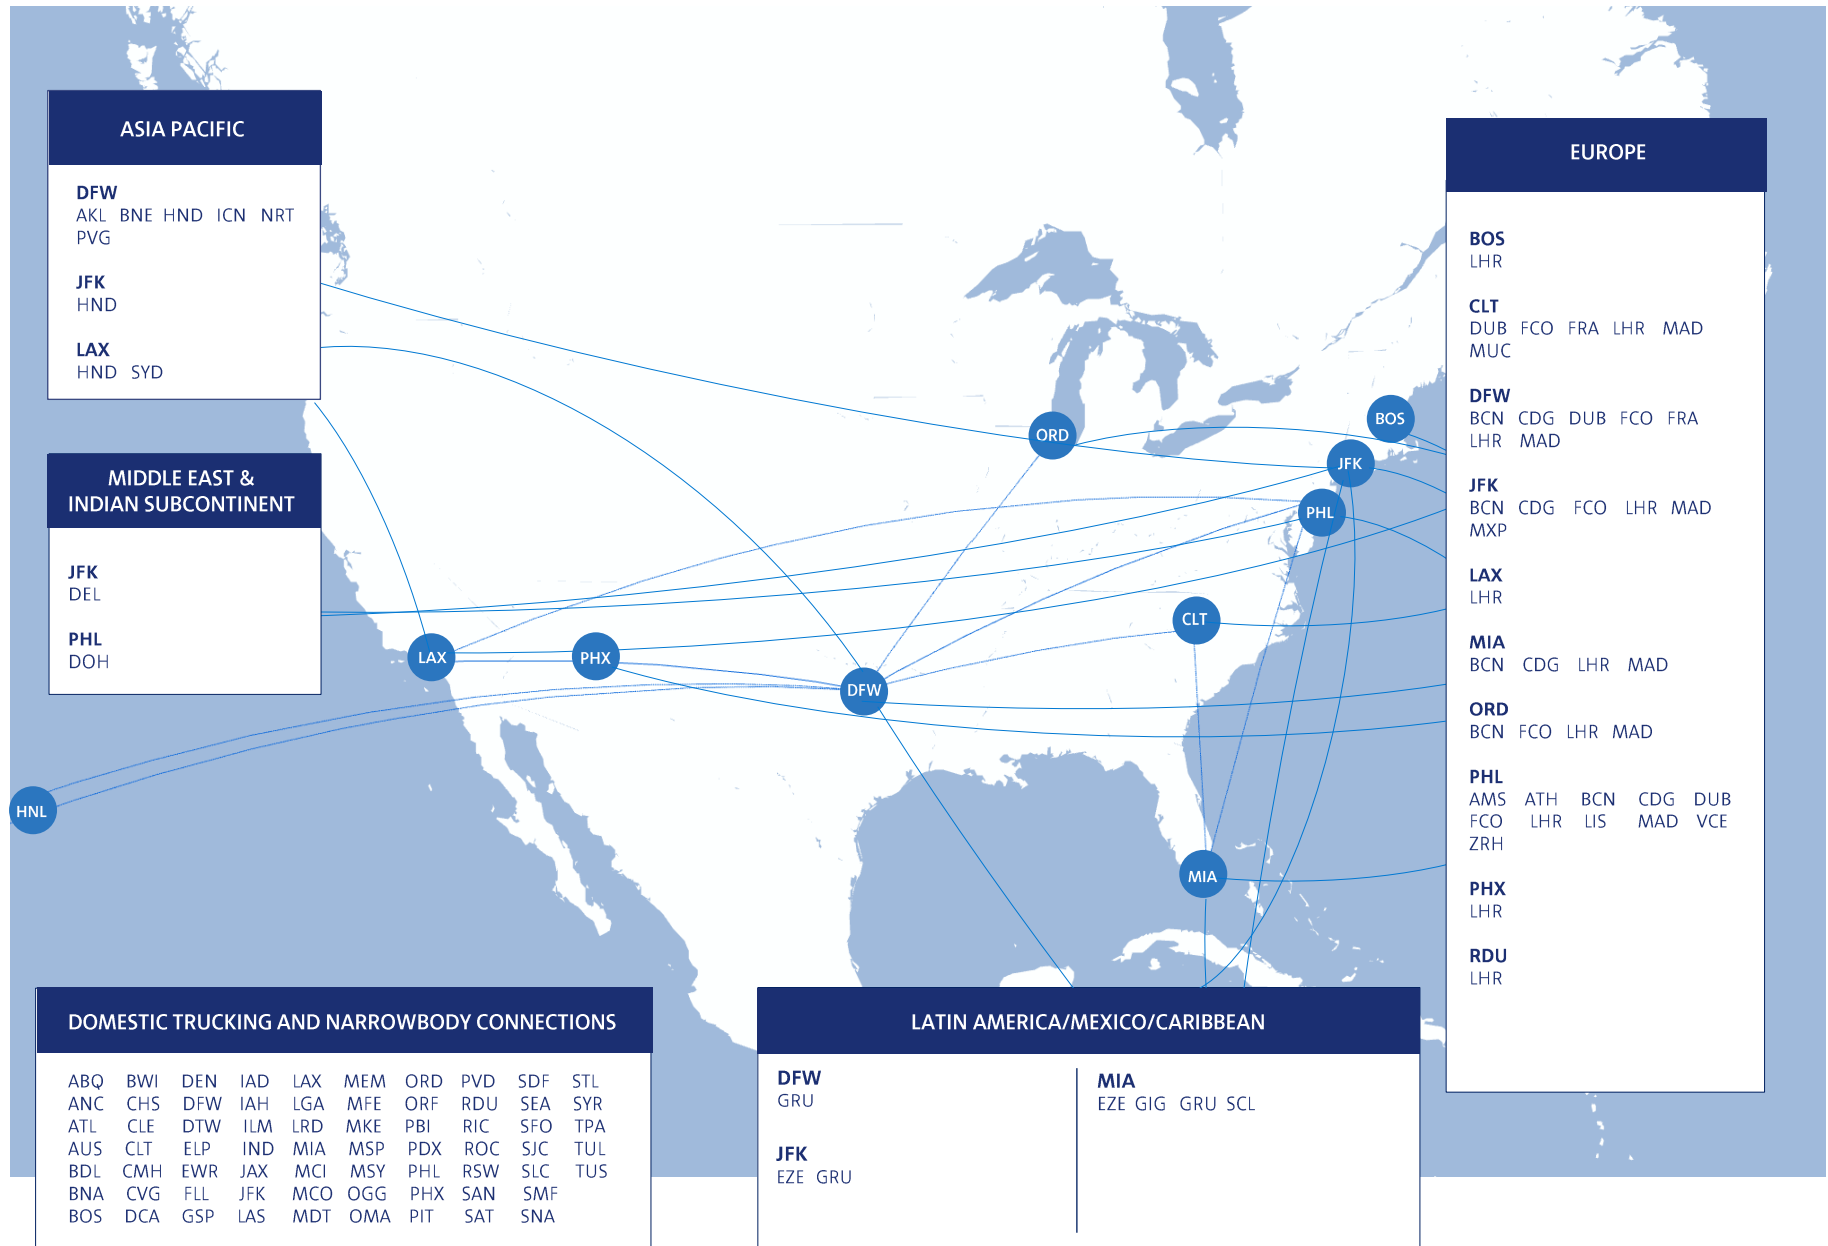 ASIA PACIFIC
DFW
AKL BNE HND ICN NRT
PVG
JFK
HND
LAX
HND SYD
MIDDLE EAST &
INDIAN SUBCONTINENT
JFK
DEL
PHL
DOH
EUROPE
BOS
LHR
CLT
DUB FCO FRA LHR MAD
MUC
DFW
BCN CDG DUB FCO FRA
LHR MAD
JFK
BCN CDG FCO LHR MAD
MXP
LAX
LHR
MIA
BCN CDG LHR MAD
ORD
BCN FCO LHR MAD
PHL
AMS ATH BCN CDG DUB
FCO LHR LIS MAD VCE
ZRH
PHX
LHR
RDU
LHR
BOS
ORD
JFK
PHL
CLT
LAX
PHX
DFW
HNL
MIA
DOMESTIC TRUCKING AND NARROWBODY CONNECTIONS
ABQ BWI DEN IAD LAX MEM ORD PVD SDF STL
ANC CHS DFW IAH LGA MFE ORF RDU SEA SYR
ATL CLE DTW ILM LRD MKE PBI RIC SFO TPA
AUS CLT ELP IND MIA MSP PDX ROC SJC TUL
BDL CMH EWR JAX MCI MSY PHL RSW SLC TUS
BNA CVG FLL JFK MCO OGG PHX SAN SMF
BOS DCA GSP LAS MDT OMA PIT SAT SNA
LATIN AMERICA/MEXICO/CARIBBEAN
DFW
GRU
JFK
EZE GRU
MIA
EZE GIG GRU SCL